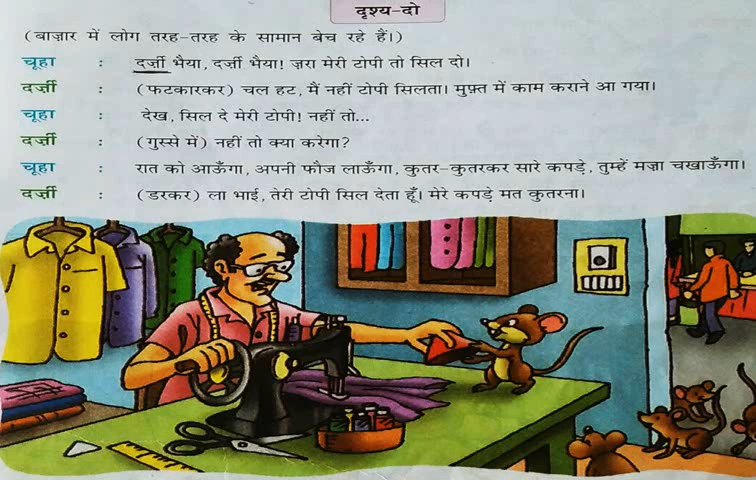 दृश्य-दो
(बाज़ार में लोग तरह-तरह के सामान बेच रहे हैं।)
चूहा : दर्ज़ी भैया, दर्ज़ी भैया! ज़रा मेरी टोपी तो सिल दो।
दर्ज़ी : (फटकारकर) चल हट, मैं नहीं टोपी सिलता। मुफ़्त में काम कराने आ गया।
चूहा : देख, सिल दे मेरी टोपी! नहीं तो...
दर्ज़ी : (गुस्से में) नहीं तो क्या करेगा?
चूहा : रात को आऊँगा, अपनी फौज लाऊँगा, कुतर-कुतरकर सारे कपड़े, तुम्हें मज़ा चखाऊँगा।
दर्ज़ी : (डरकर) ला भाई, तेरी टोपी सिल देता हूँ। मेरे कपड़े मत कुतरना।